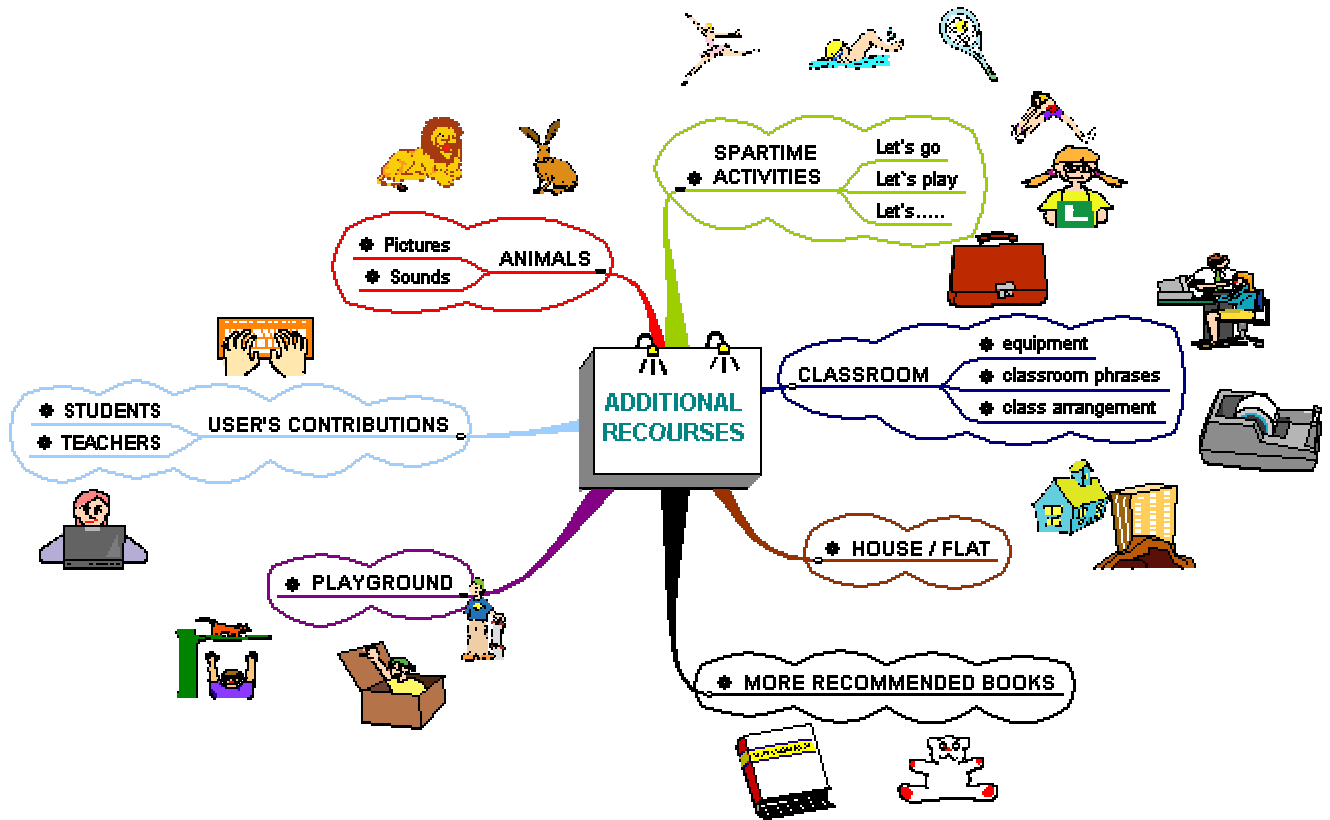 ADDITIONAL
RECOURSES
SPARTIME
ACTIVITIES
Let's go
Let`s play
Let's.....
CLASSROOM
equipment
classroom phrases
class arrangement
HOUSE / FLAT
MORE RECOMMENDED BOOKS
PLAYGROUND
USER'S CONTRIBUTIONS
STUDENTS
TEACHERS
ANIMALS
Pictures
Sounds
L